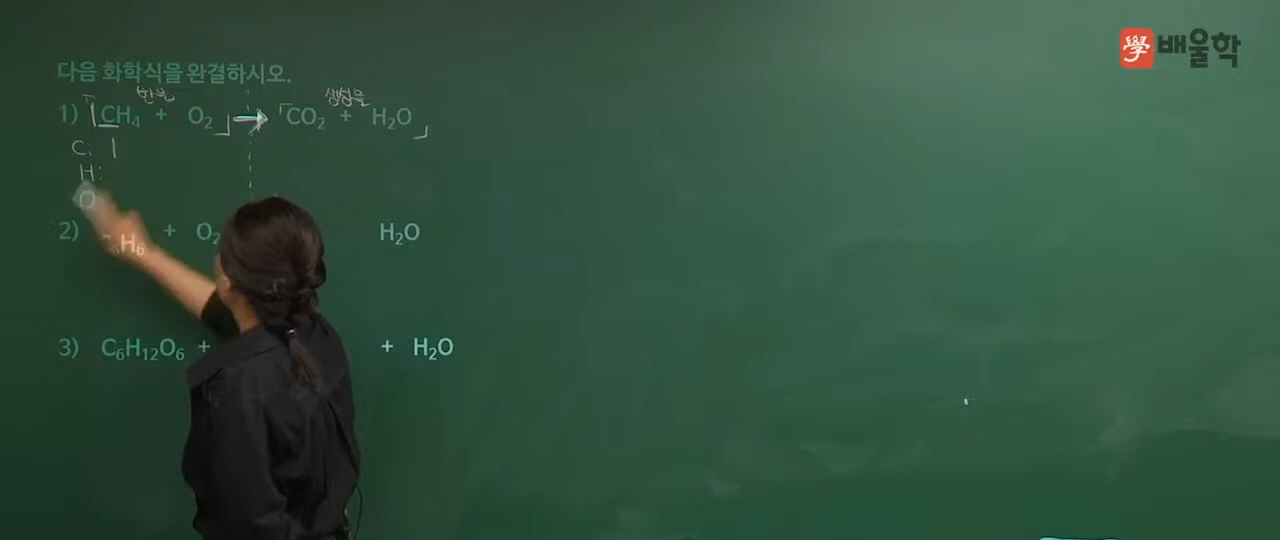 學 배울학
다음 화학식을 완결하시오.
반응 생성물
1) CH₄ + O₂ → CO₂ + H₂O
C: 1
H:
O
2) H₆ + O₂ H₂O
3) C₆H₁₂O₆ + + H₂O